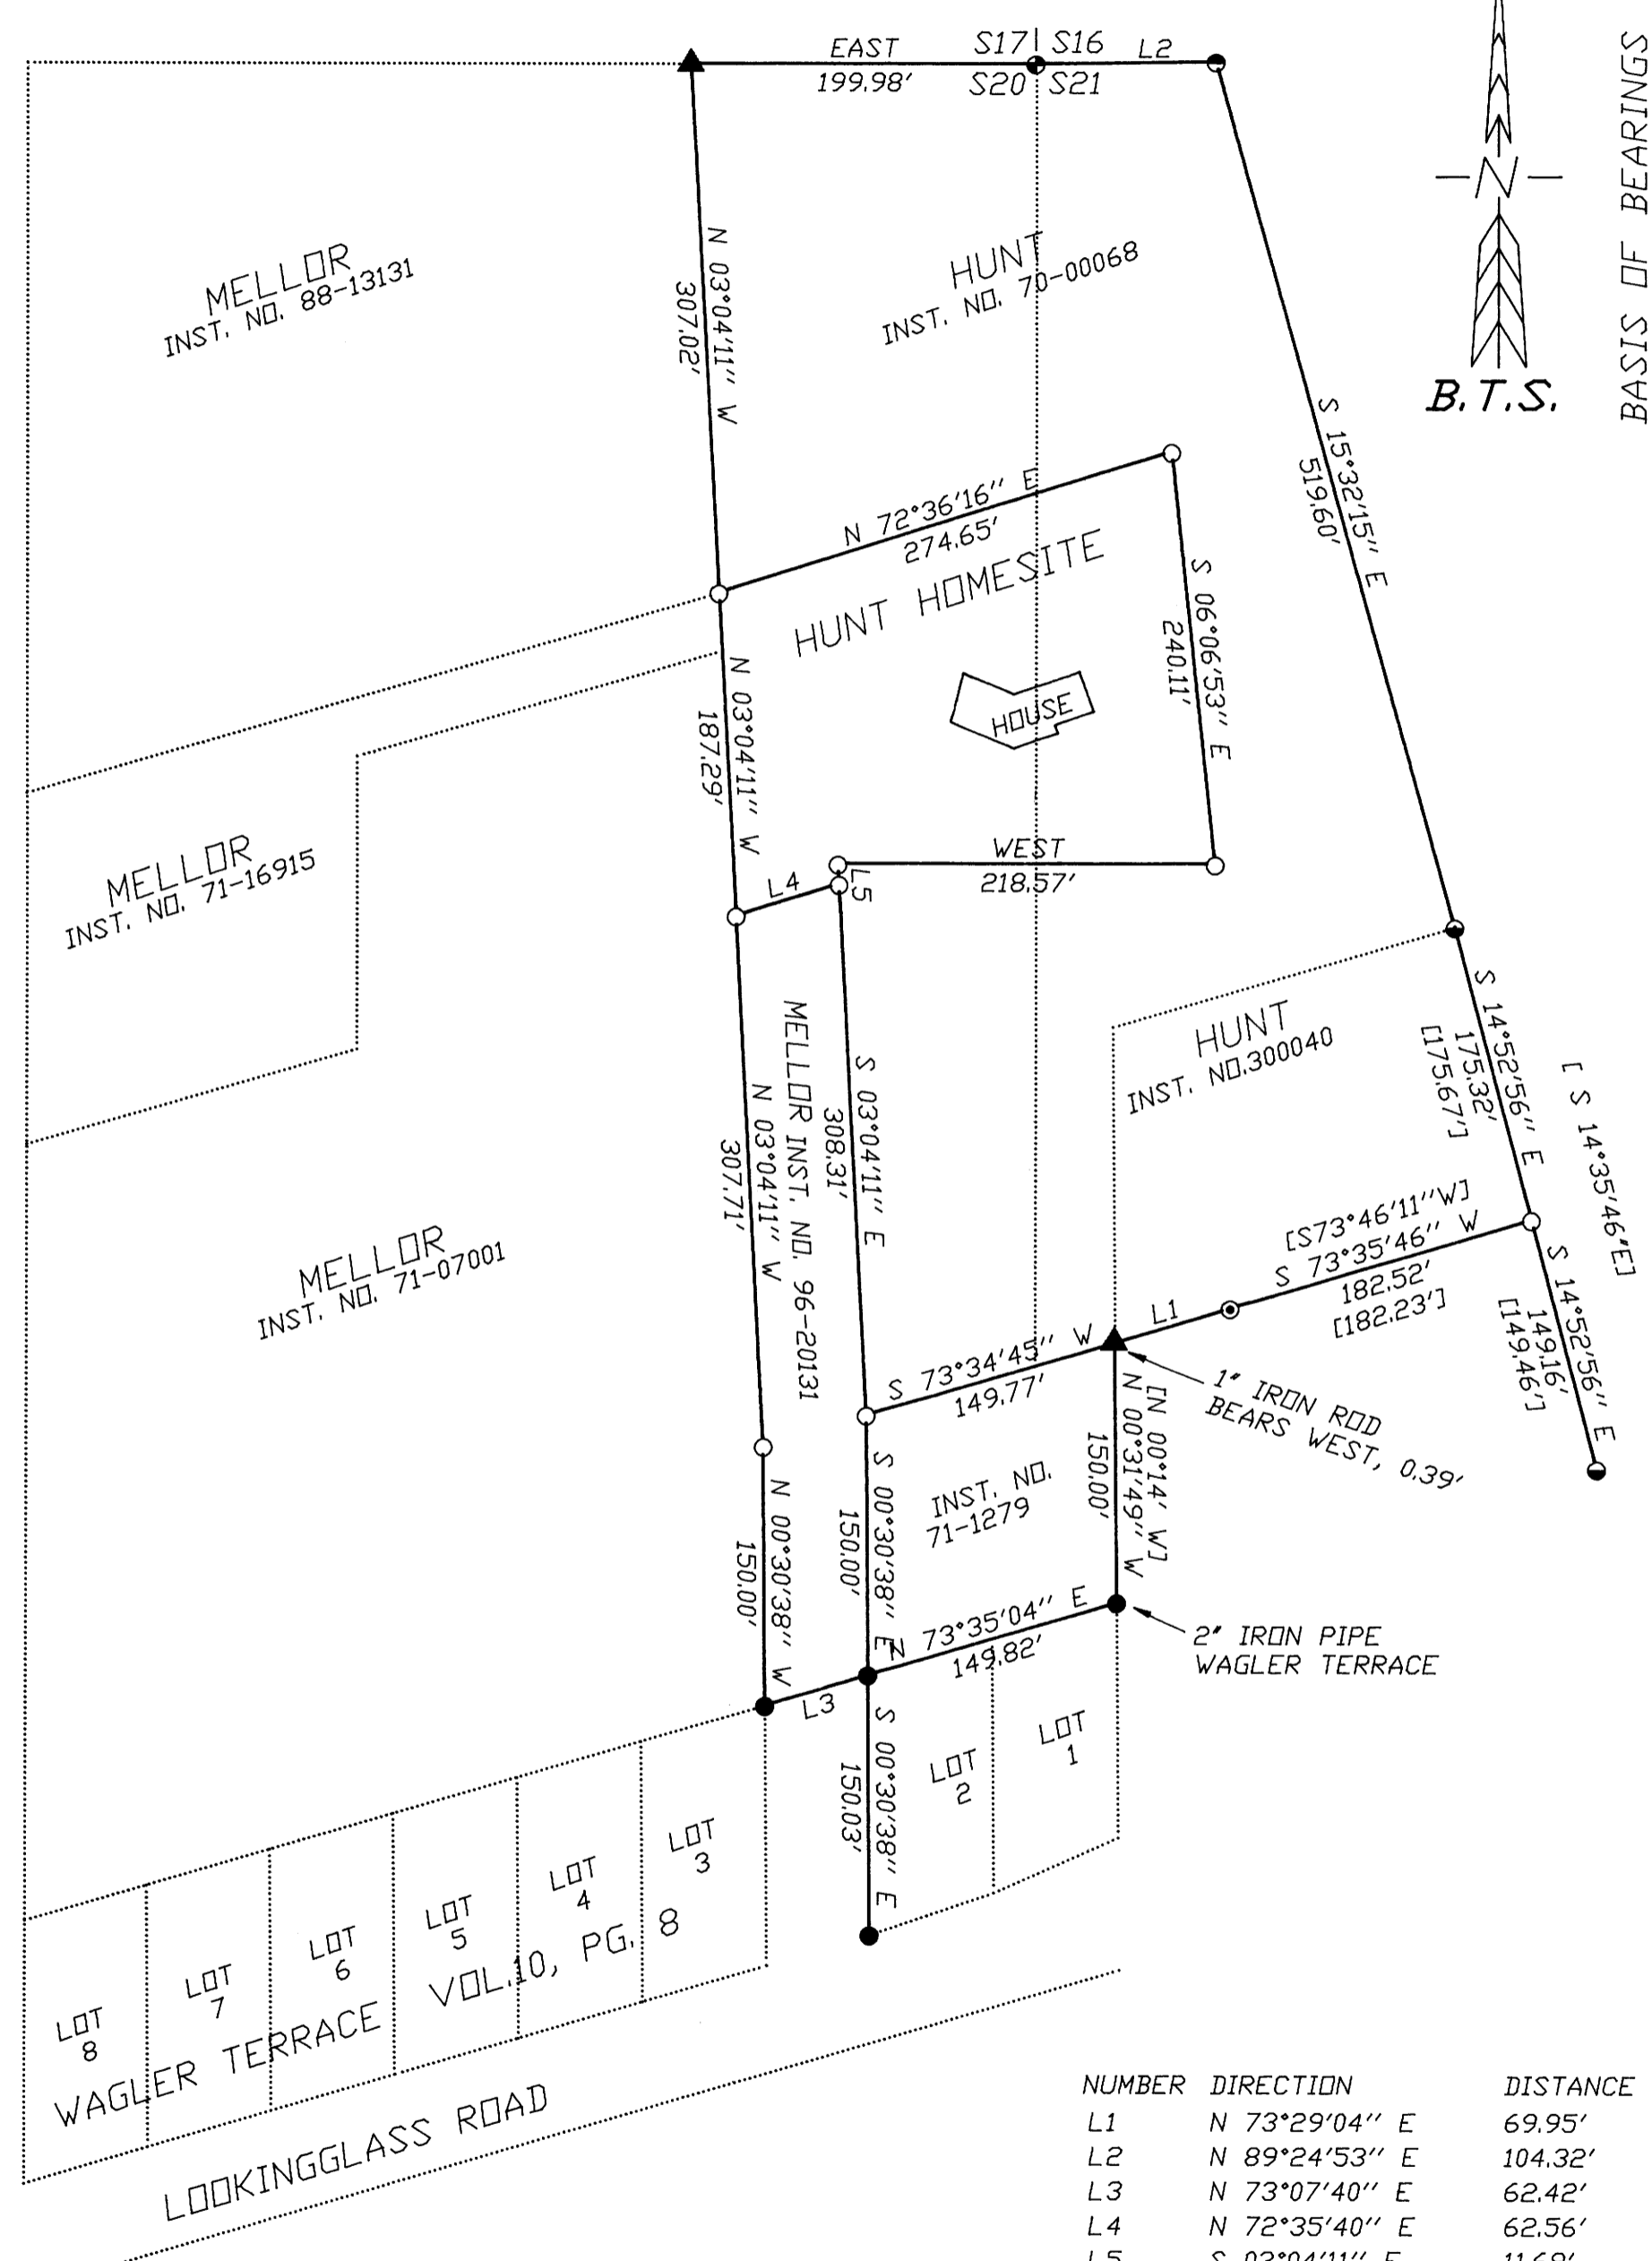 EAST
199.98'
S17 S16
S20 S21
L2
N
B.T.S.
BASIS OF BEARINGS
MELLOR
INST. NO. 88-13131
N 03°04'11" W
307.02'
HUNT
INST. NO. 70-00068
S 15°32'15" E
519.60'
N 72°36'16" E
274.65'
HUNT HOMESITE
HOUSE
S 06°06'53" E
240.11'
N 03°04'11" W
187.29'
WEST
218.57'
L4
L5
MELLOR
INST. NO. 71-16915
HUNT
INST. NO.300040
S 14°52'56" E
175.32'
[175.67']
[ S 14°35'46"E]
MELLOR INST. NO. 96-20131
N 03°04'11" W
307.71'
S 03°04'11" E
308.31'
MELLOR
INST. NO. 71-07001
[S73°46'11"W]
S 73°35'46" W
182.52'
[182.23']
L1
S 14°52'56" E
149.16'
[149.46']
S 73°34'45" W
149.77'
1" IRON ROD
BEARS WEST, 0.39'
[N 00°14' W]
N 00°31'49" W
150.00'
INST. NO.
71-1279
N 00°30'38" W
150.00'
S 00°30'38" E
150.00'
N 73°35'04" E
149.82'
2" IRON PIPE
WAGLER TERRACE
L3
S 00°30'38" E
150.03'
LOT
1
LOT
2
LOT
3
LOT
4
LOT
5
LOT
6
LOT
7
LOT
8
WAGLER TERRACE VOL.10, PG. 8
LOOKINGGLASS ROAD
NUMBER DIRECTION DISTANCE
L1 N 73°29'04" E 69.95'
L2 N 89°24'53" E 104.32'
L3 N 73°07'40" E 62.42'
L4 N 72°35'40" E 62.56'
L5 S 03°04'11" E 11.69'